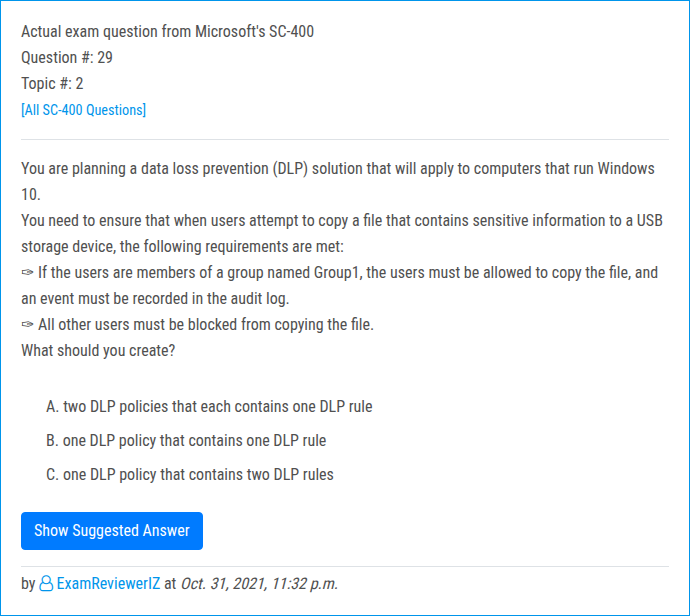 Actual exam question from Microsoft's SC-400
Question #: 29
Topic #: 2
[All SC-400 Questions]
You are planning a data loss prevention (DLP) solution that will apply to computers that run Windows
10.
You need to ensure that when users attempt to copy a file that contains sensitive information to a USB
storage device, the following requirements are met:
✑ If the users are members of a group named Group1, the users must be allowed to copy the file, and
an event must be recorded in the audit log.
✑ All other users must be blocked from copying the file.
What should you create?
A. two DLP policies that each contains one DLP rule
B. one DLP policy that contains one DLP rule
C. one DLP policy that contains two DLP rules
Show Suggested Answer
by ExamReviewerIZ at Oct. 31, 2021, 11:32 p.m.